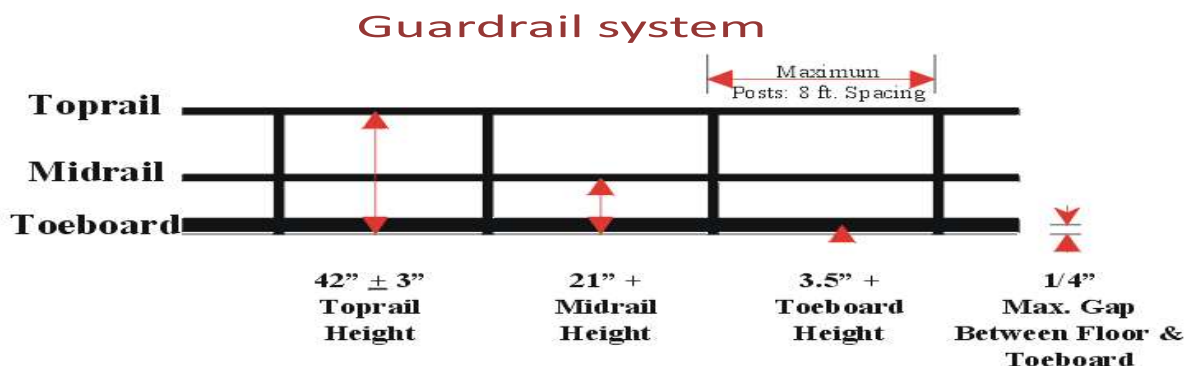 Guardrail system
Maximum
Posts: 8 ft. Spacing
Toprail
Midrail
Toeboard
42” ± 3”
Toprail
Height
21” +
Midrail
Height
3.5” +
Toeboard
Height
1/4”
Max. Gap
Between Floor &
Toeboard